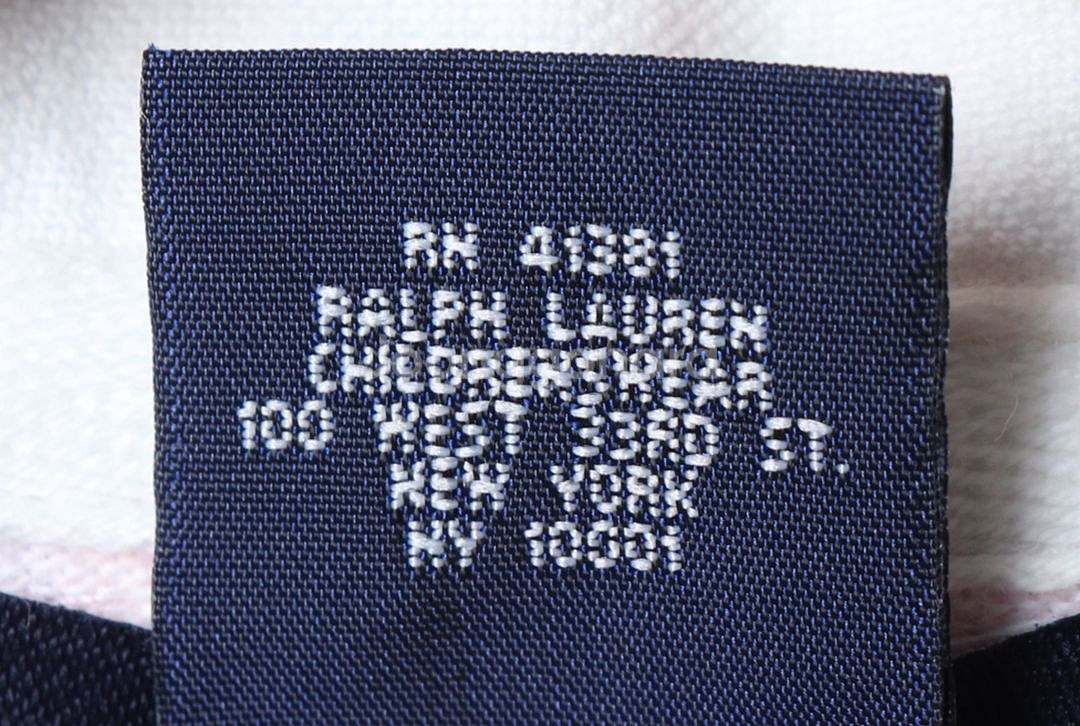 RN 41381
RALPH LAUREN
CHILDRENSWEAR
100 WEST 33RD ST.
NEW YORK
NY 10001